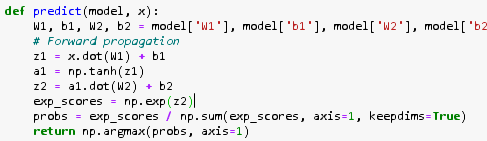 def predict(model, x):
W1, b1, W2, b2 = model['W1'], model['b1'], model['W2'], model['b2
# Forward propagation
z1 = x.dot(W1) + b1
a1 = np.tanh(z1)
z2 = a1.dot(W2) + b2
exp_scores = np.exp(z2)
probs = exp_scores / np.sum(exp_scores, axis=1, keepdims=True)
return np.argmax(probs, axis=1)